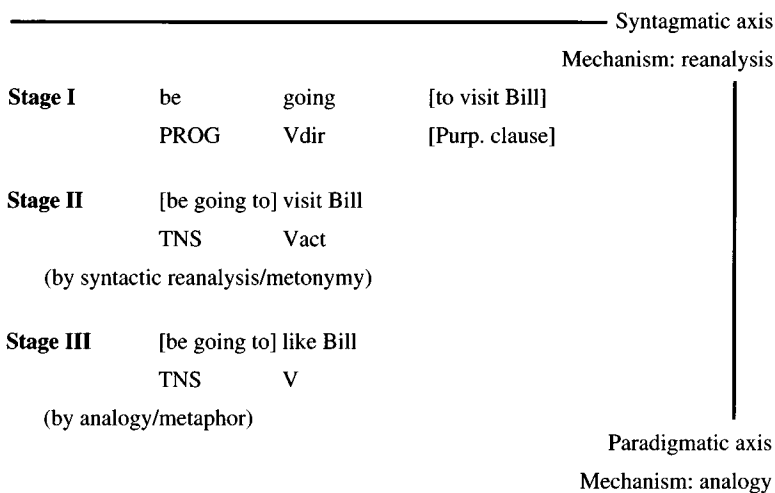 Syntagmatic axis
Mechanism: reanalysis
Stage I be going [to visit Bill]
PROG Vdir [Purp. clause]
Stage II [be going to] visit Bill
TNS Vact
(by syntactic reanalysis/metonymy)
Stage III [be going to] like Bill
TNS V
(by analogy/metaphor)
Paradigmatic axis
Mechanism: analogy